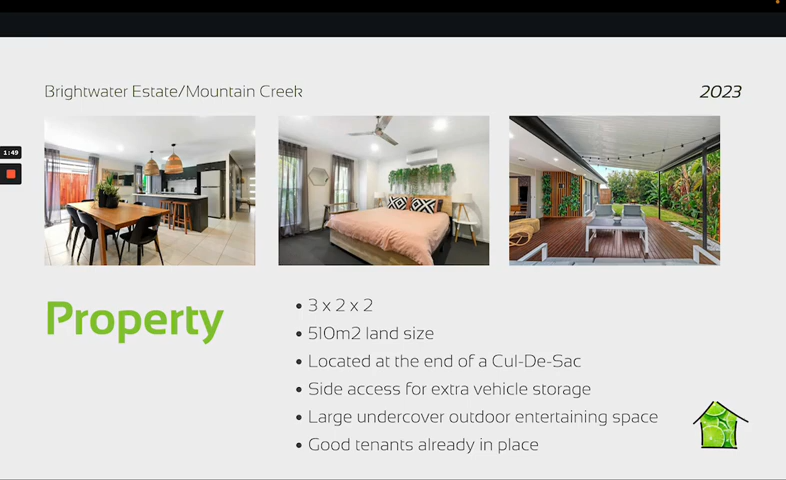 Brightwater Estate/Mountain Creek
2023
1:49
Property
• 3 x 2 x 2
• 510m2 land size
• Located at the end of a Cul-De-Sac
• Side access for extra vehicle storage
• Large undercover outdoor entertaining space
• Good tenants already in place